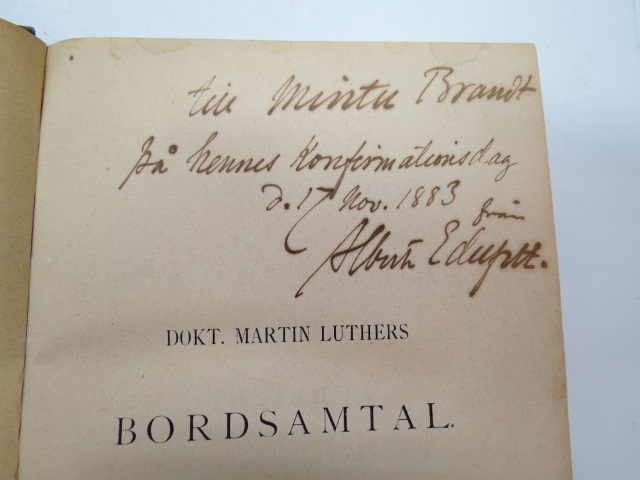 till Brandt
på hennes Konfirmationsdag
d. 17 Nov. 1883
från
Albert
DOKT. MARTIN LUTHERS
BORDSAMTAL.